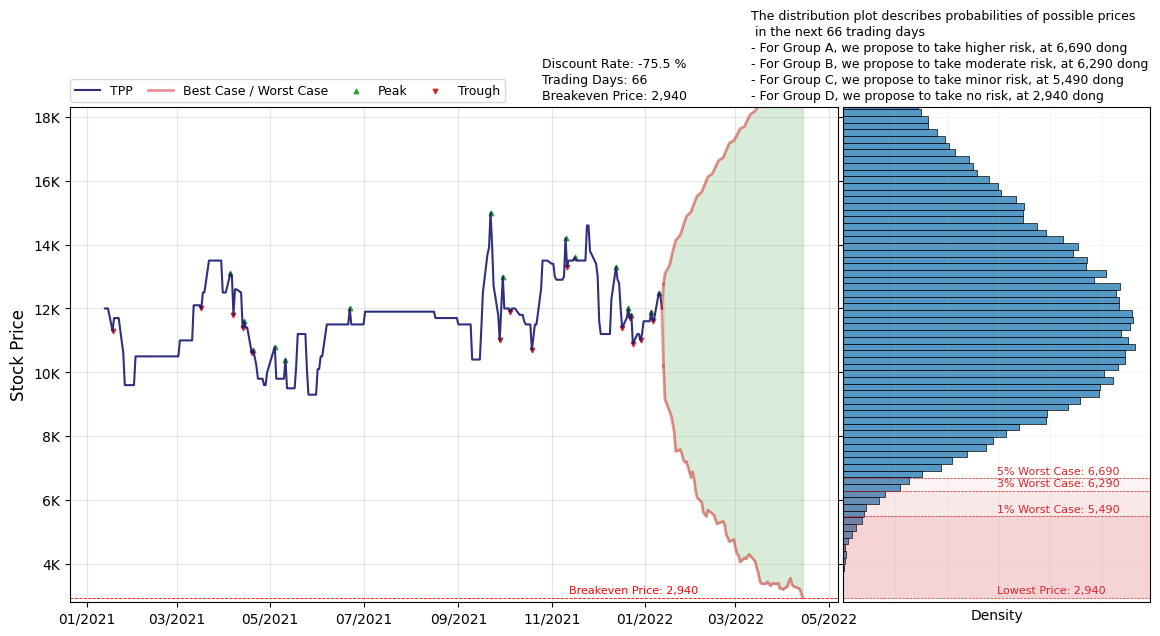 The distribution plot describes probabilities of possible prices
in the next 66 trading days
- For Group A, we propose to take higher risk, at 6,690 dong
- For Group B, we propose to take moderate risk, at 6,290 dong
- For Group C, we propose to take minor risk, at 5,490 dong
- For Group D, we propose to take no risk, at 2,940 dong
Discount Rate: -75.5 %
Trading Days: 66
Breakeven Price: 2,940
TPP
Best Case / Worst Case
Peak
Trough
Stock Price
18K
16K
14K
12K
10K
8K
6K
4K
Breakeven Price: 2,940
01/2021
03/2021
05/2021
07/2021
09/2021
11/2021
01/2022
03/2022
05/2022
5% Worst Case: 6,690
3% Worst Case: 6,290
1% Worst Case: 5,490
Lowest Price: 2,940
Density